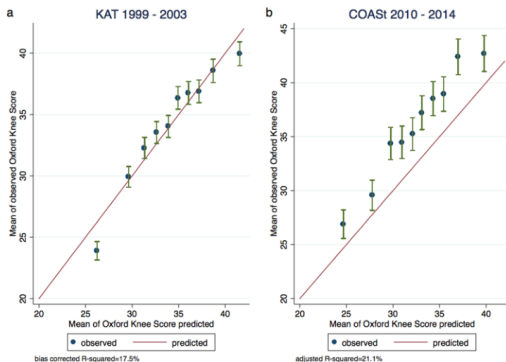 a
KAT 1999 - 2003
Mean of observed Oxford Knee Score
40
35
30
25
20
20 25 30 35 40
Mean of Oxford Knee Score predicted
observed predicted
bias corrected R-squared=17.5%
b
COASt 2010 - 2014
Mean of observed Oxford Knee Score
45
40
35
30
25
20
20 25 30 35 40
Mean of Oxford Knee Score predicted
observed predicted
adjusted R-squared=21.1%